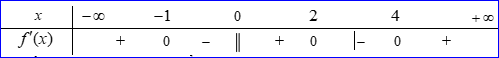 x −∞ −1 0 2 4 +∞
f′(x) + 0 − || + 0 |− 0 +